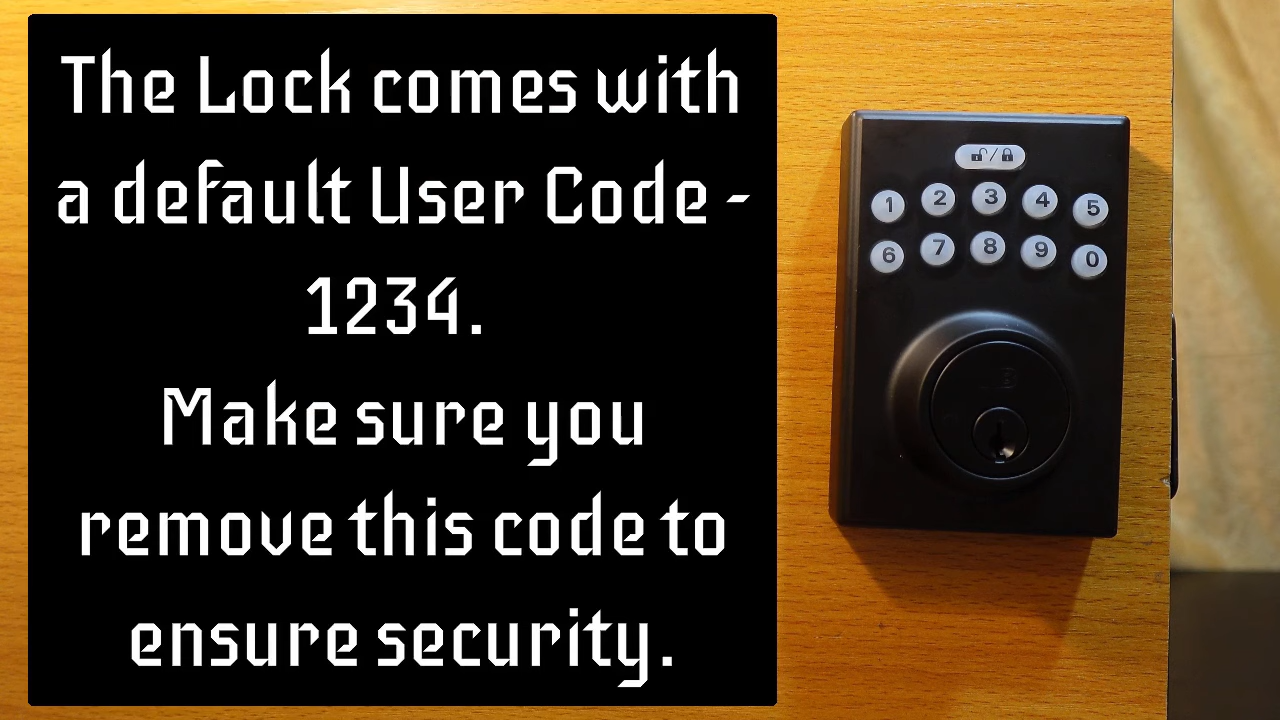 The Lock comes with
a default User Code -
1234.
Make sure you
remove this code to
ensure security.
1 2 3 4 5
6 7 8 9 0